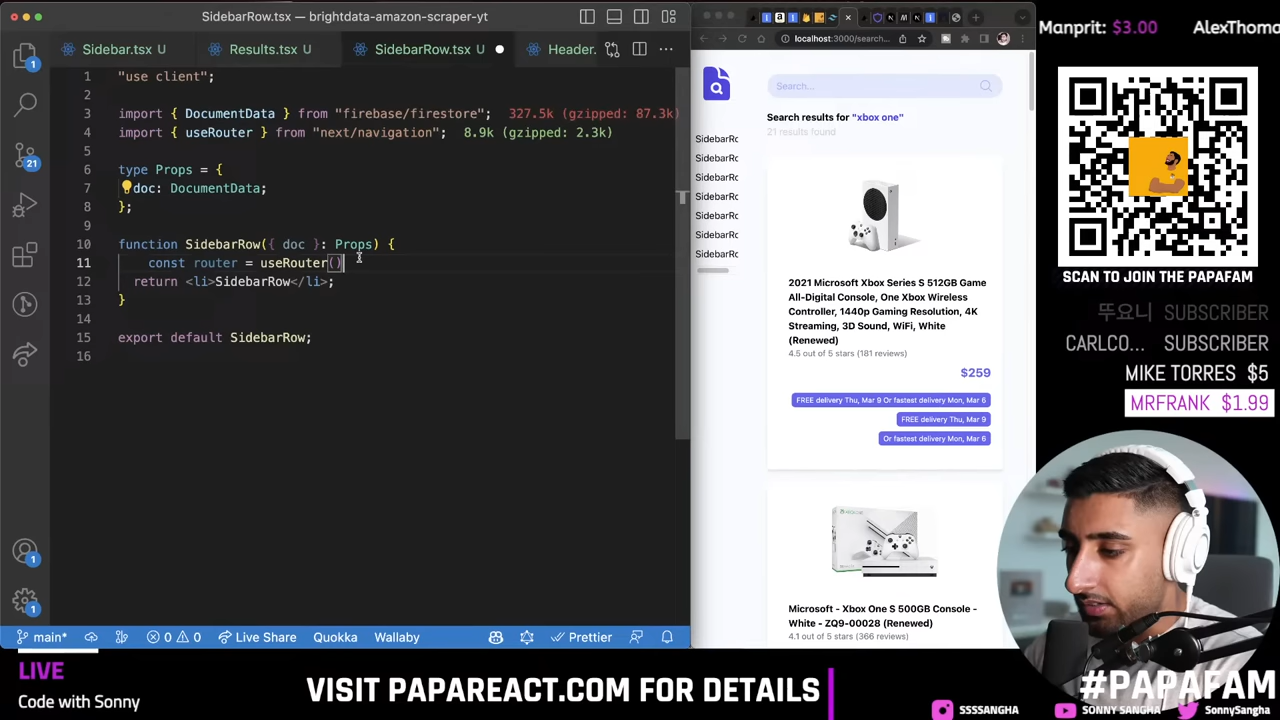 SidebarRow.tsx — brightdata-amazon-scraper-yt
Sidebar.tsx U
Results.tsx U
SidebarRow.tsx U
Header.
1 "use client";
2
3 import { DocumentData } from "firebase/firestore"; 327.5k (gzipped: 87.3k)
4 import { useRouter } from "next/navigation"; 8.9k (gzipped: 2.3k)
6 type Props = {
7 doc: DocumentData;
8 };
9
10 function SidebarRow({ doc }: Props) {
11 const router = useRouter()
12 return <li>SidebarRow</li>;
13 }
14
15 export default SidebarRow;
16
1
21
1
1
main*
0 0
Live Share
Quokka
Wallaby
Prettier
localhost:3000/search...
Search...
Search results for "xbox one"
21 results found
SidebarRo
SidebarRo
SidebarRo
SidebarRo
SidebarRo
SidebarRo
SidebarRo
2021 Microsoft Xbox Series S 512GB Game
All-Digital Console, One Xbox Wireless
Controller, 1440p Gaming Resolution, 4K
Streaming, 3D Sound, WiFi, White
(Renewed)
4.5 out of 5 stars (181 reviews)
$259
FREE delivery Thu, Mar 9 Or fastest delivery Mon, Mar 6
FREE delivery Thu, Mar 9
Or fastest delivery Mon, Mar 6
Microsoft - Xbox One S 500GB Console -
White - ZQ9-00028 (Renewed)
4.1 out of 5 stars (366 reviews)
Manprit: $3.00 AlexThoma
SCAN TO JOIN THE PAPAFAM
뚜요니 SUBSCRIBER
CARLCO... SUBSCRIBER
MIKE TORRES $5
MRFRANK $1.99
LIVE
Code with Sonny
VISIT PAPAREACT.COM FOR DETAILS
#PAPAFAM
SSSSANGHA
SONNY SANGHA
SonnySangha